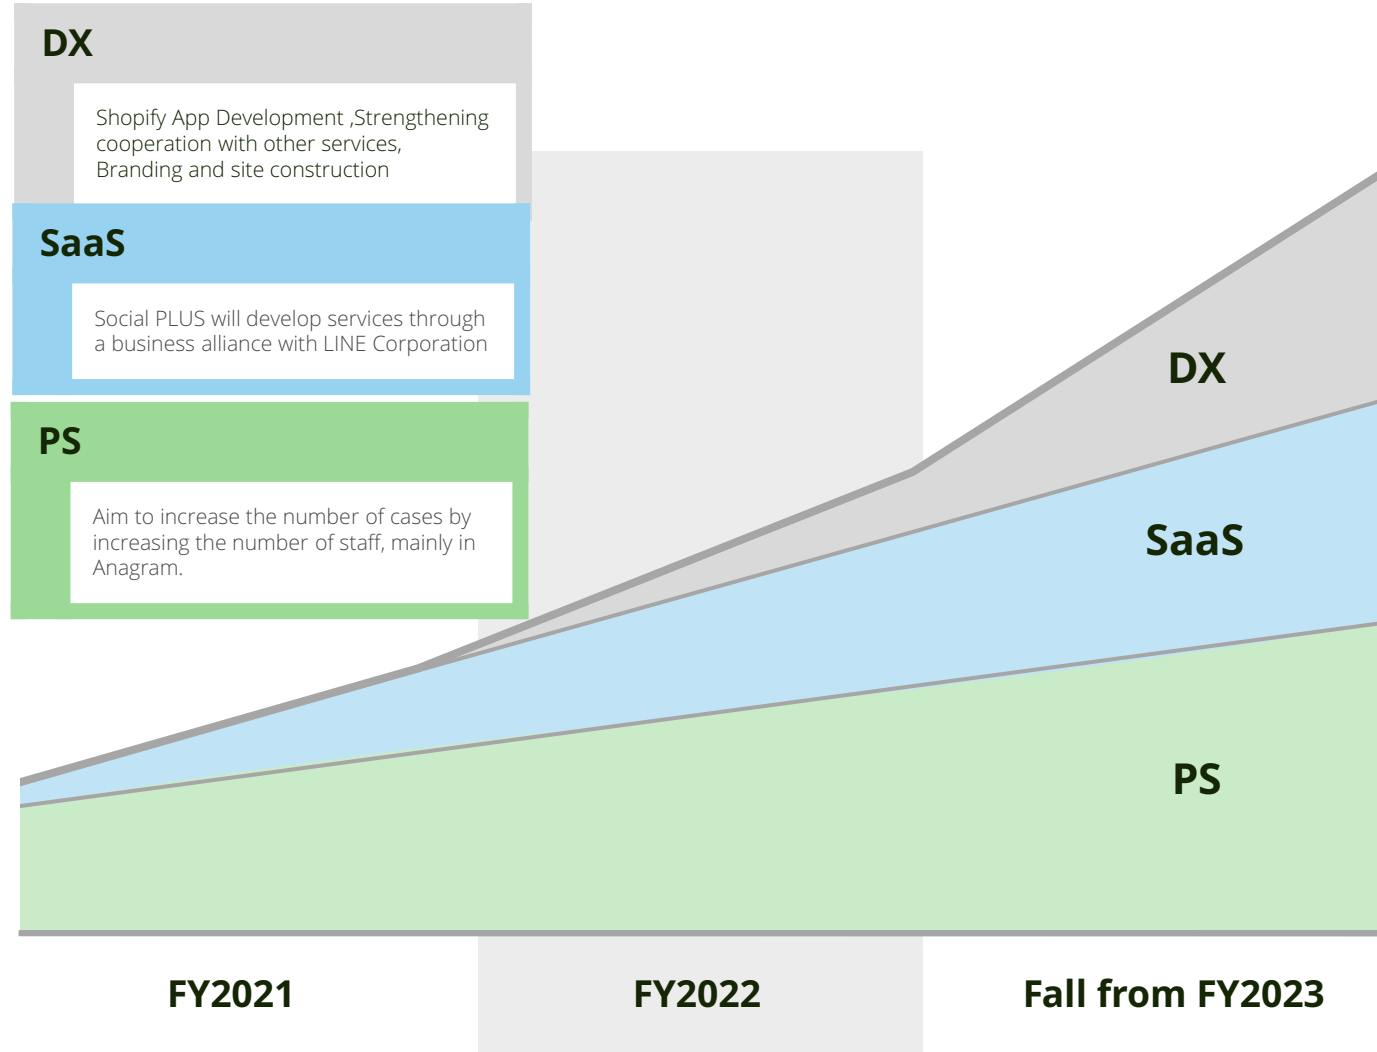 DX
Shopify App Development ,Strengthening
cooperation with other services,
Branding and site construction
SaaS
Social PLUS will develop services through
a business alliance with LINE Corporation
PS
Aim to increase the number of cases by
increasing the number of staff, mainly in
Anagram.
DX
SaaS
PS
FY2021
FY2022
Fall from FY2023